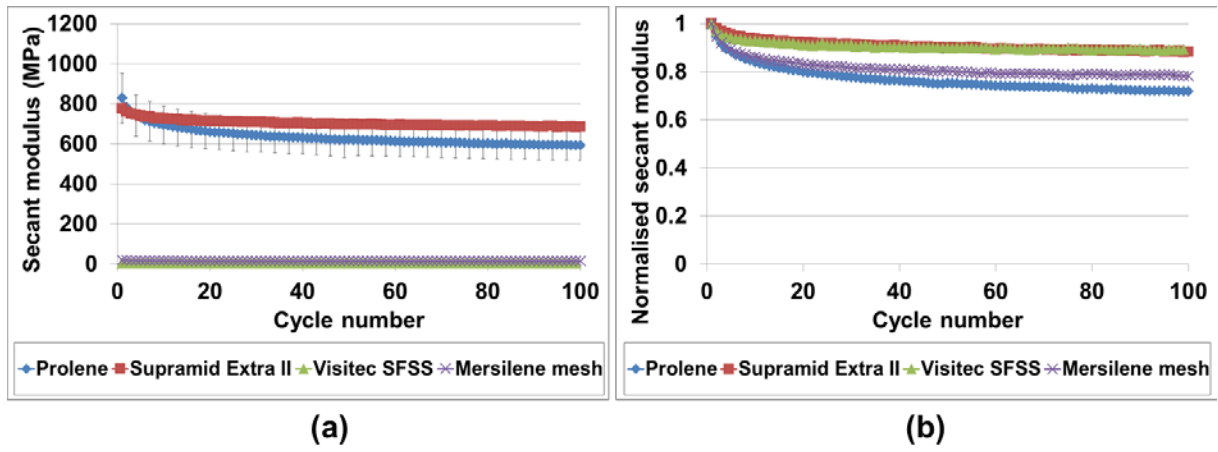 Secant modulus (MPa)
1200
1000
800
600
400
200
0
0 20 40 60 80 100
Cycle number
Prolene Supramid Extra II Visitec SFSS Mersilene mesh
(a)
Normalised secant modulus
1
0.8
0.6
0.4
0.2
0
0 20 40 60 80 100
Cycle number
Prolene Supramid Extra II Visitec SFSS Mersilene mesh
(b)